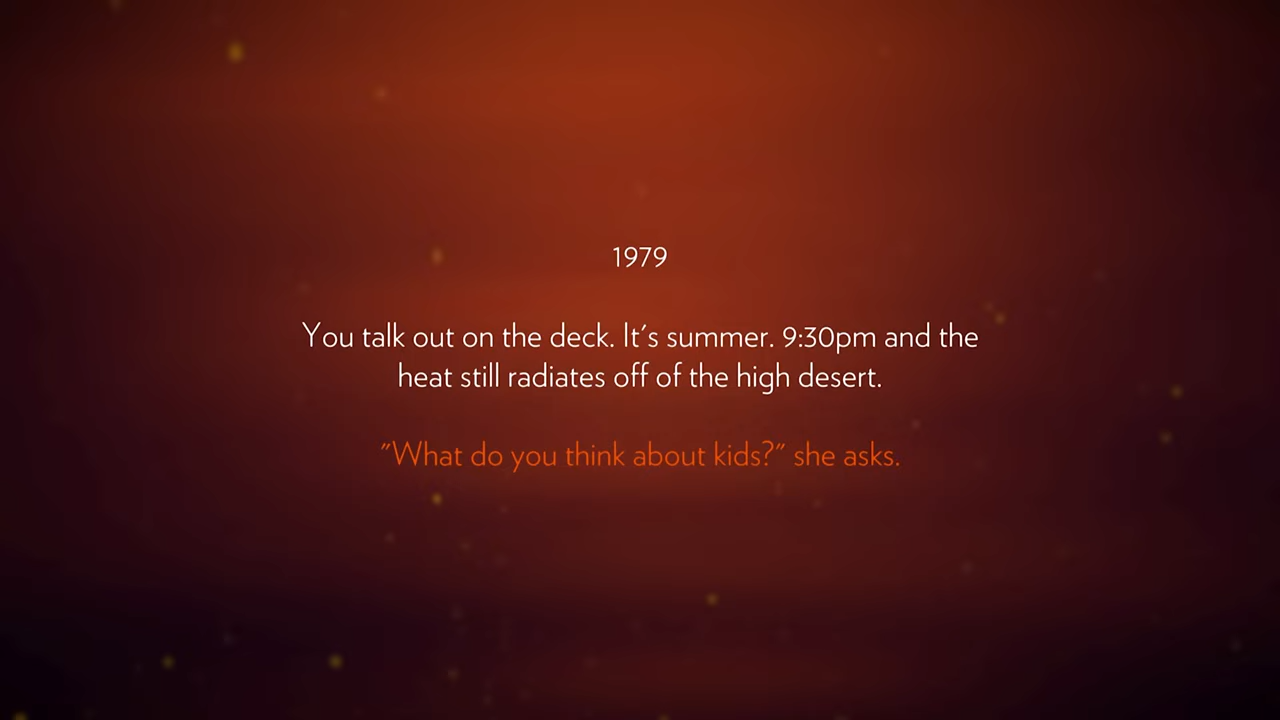 1979
You talk out on the deck. It's summer. 9:30pm and the
heat still radiates off of the high desert.
"What do you think about kids?" she asks.